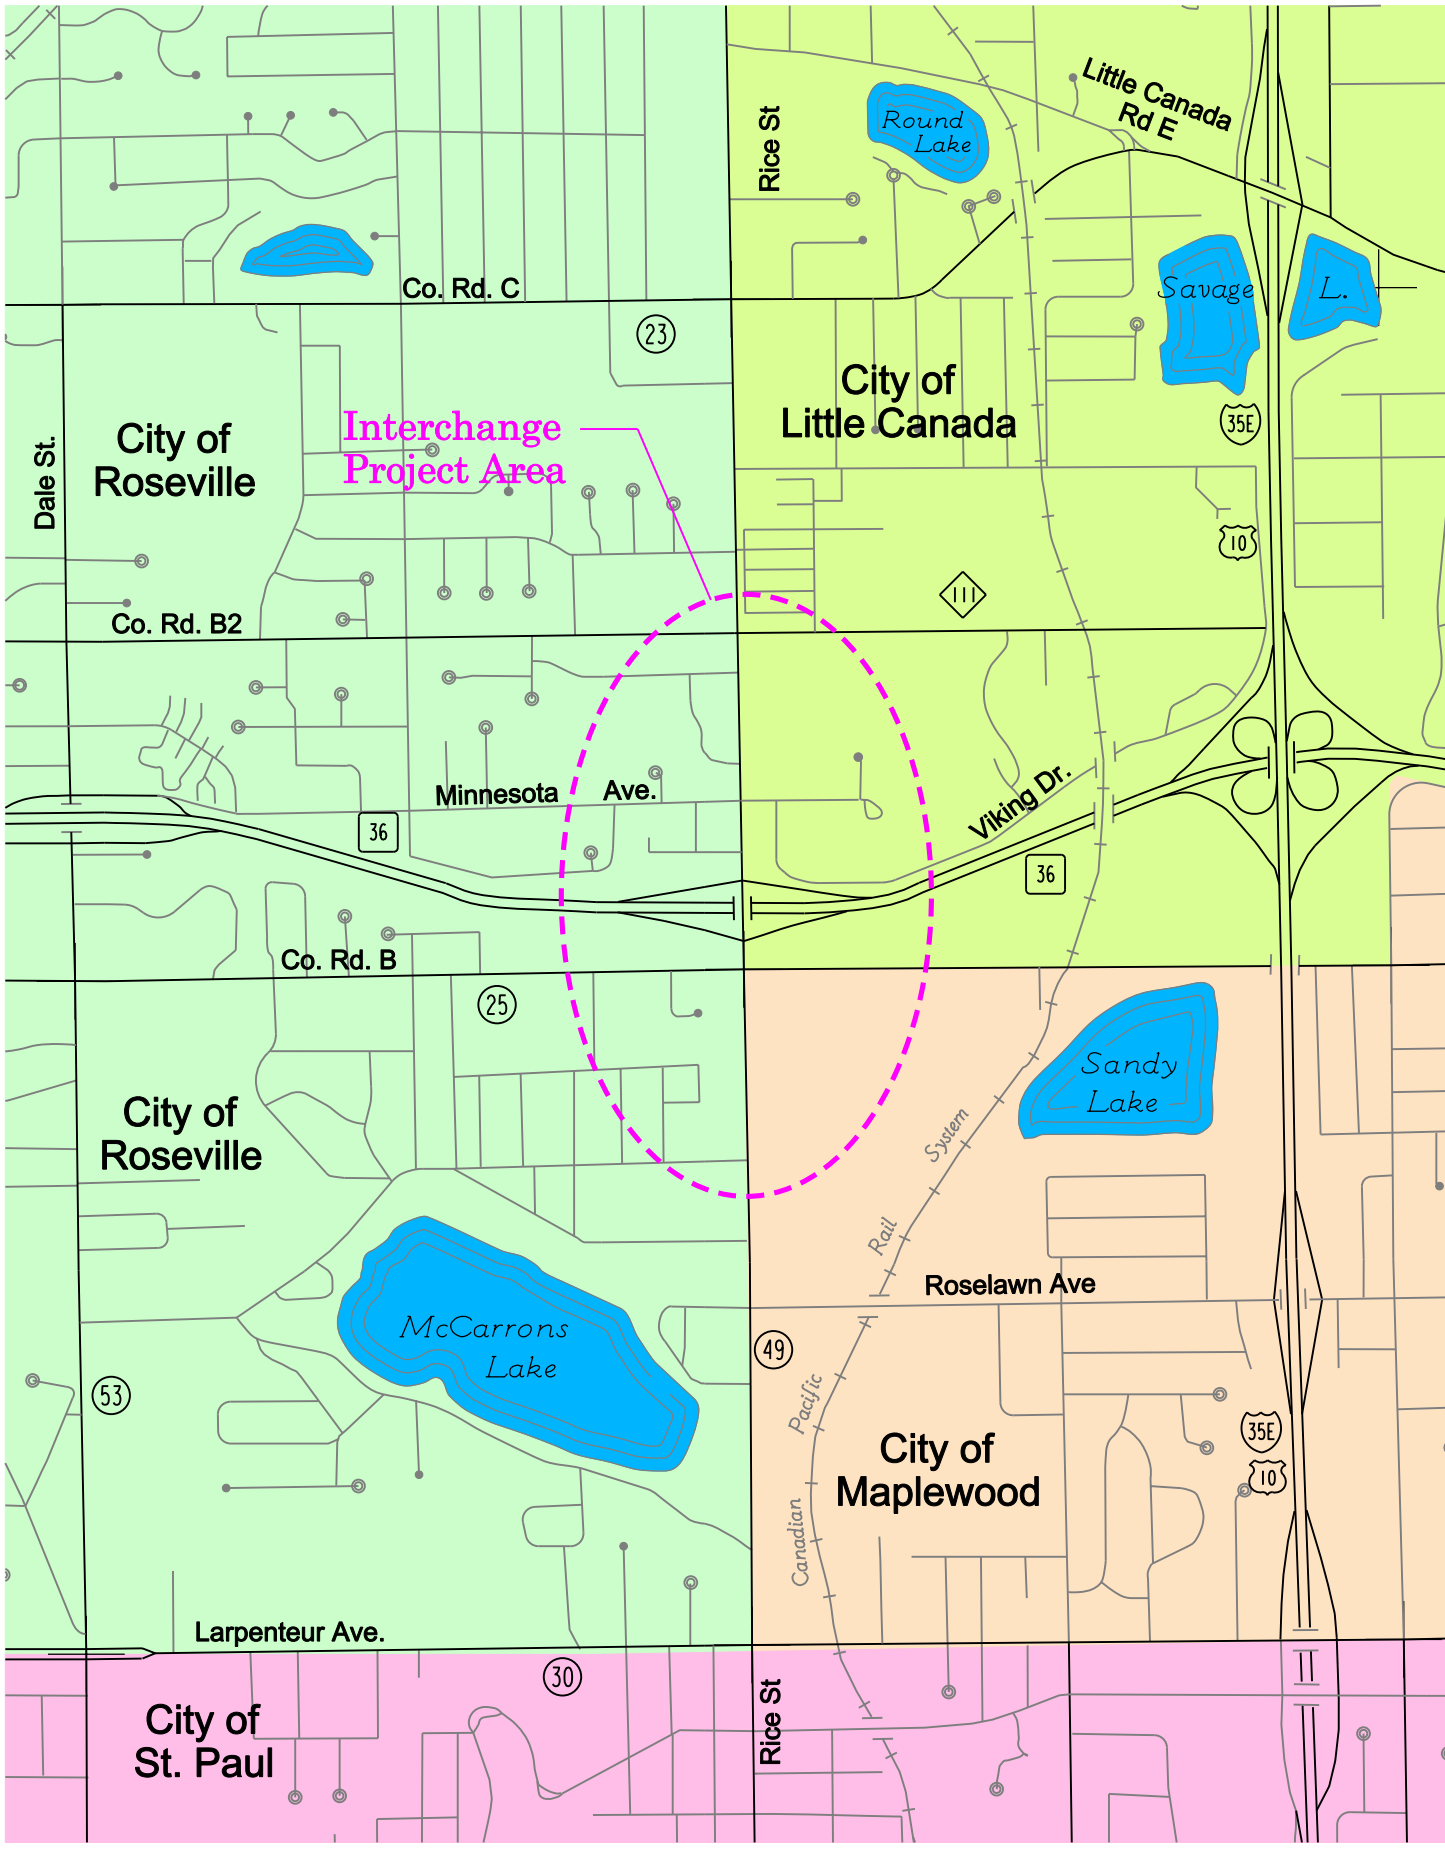 Little Canada
Rd E
Round
Lake
Rice St
Savage
L.
Co. Rd. C
23
City of
Little Canada
35E
Interchange
Project Area
City of
Roseville
Dale St.
10
111
Co. Rd. B2
Minnesota Ave.
Viking Dr.
36
36
Co. Rd. B
25
Sandy
Lake
City of
Roseville
System
Rail
Roselawn Ave
McCarrons
Lake
49
53
Pacific
35E
City of
Maplewood
10
Canadian
Larpenteur Ave.
30
Rice St
City of
St. Paul